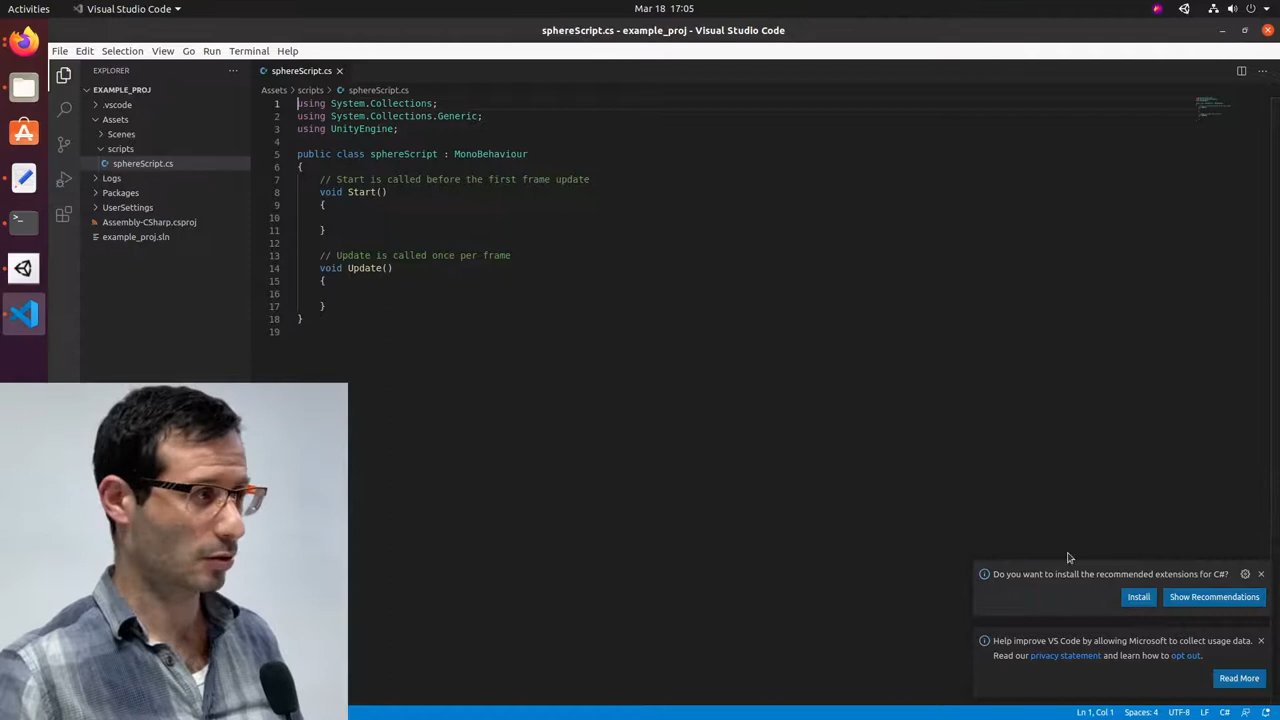 Activities
Visual Studio Code
Mar 18 17:05
sphereScript.cs - example_proj - Visual Studio Code
File Edit Selection View Go Run Terminal Help
EXPLORER
sphereScript.cs
EXAMPLE_PROJ
Assets > scripts > sphereScript.cs
.vscode
Assets
Scenes
scripts
sphereScript.cs
Logs
Packages
UserSettings
Assembly-CSharp.csproj
example_proj.sln
1 using System.Collections;
2 using System.Collections.Generic;
3 using UnityEngine;
4
5 public class sphereScript : MonoBehaviour
6 {
7 // Start is called before the first frame update
8 void Start()
9 {
10
11 }
12
13 // Update is called once per frame
14 void Update()
15 {
16
17 }
18 }
19
Do you want to install the recommended extensions for C#?
Install Show Recommendations
Help improve VS Code by allowing Microsoft to collect usage data.
Read our privacy statement and learn how to opt out.
Read More
Ln 1, Col 1 Spaces: 4 UTF-8 LF C#